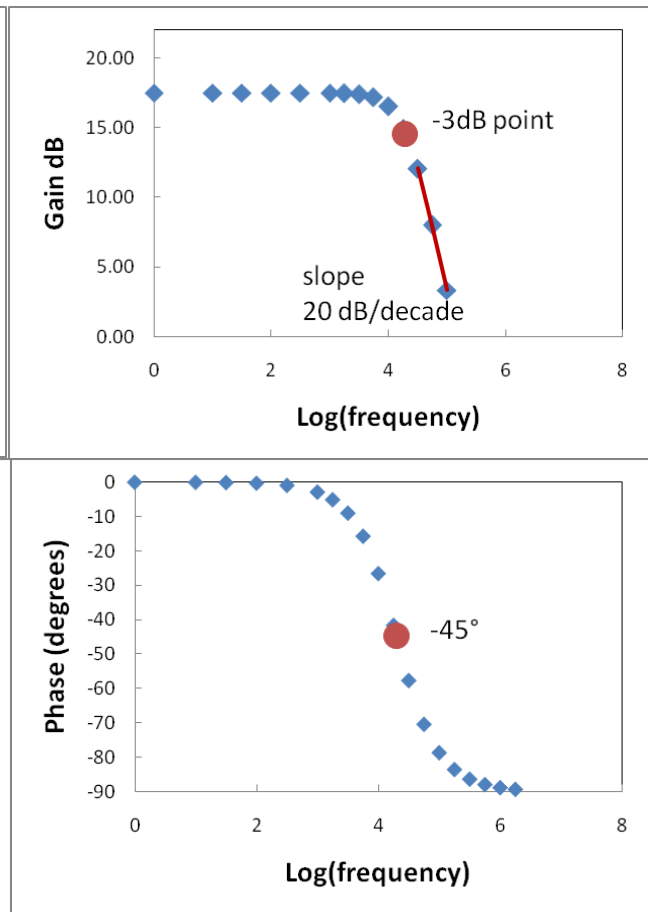 20.00
15.00
10.00
5.00
0.00
Gain dB
-3dB point
slope
20 dB/decade
0 2 4 6 8
Log(frequency)
0
-10
-20
-30
-40
-50
-60
-70
-80
-90
Phase (degrees)
-45°
0 2 4 6 8
Log(frequency)